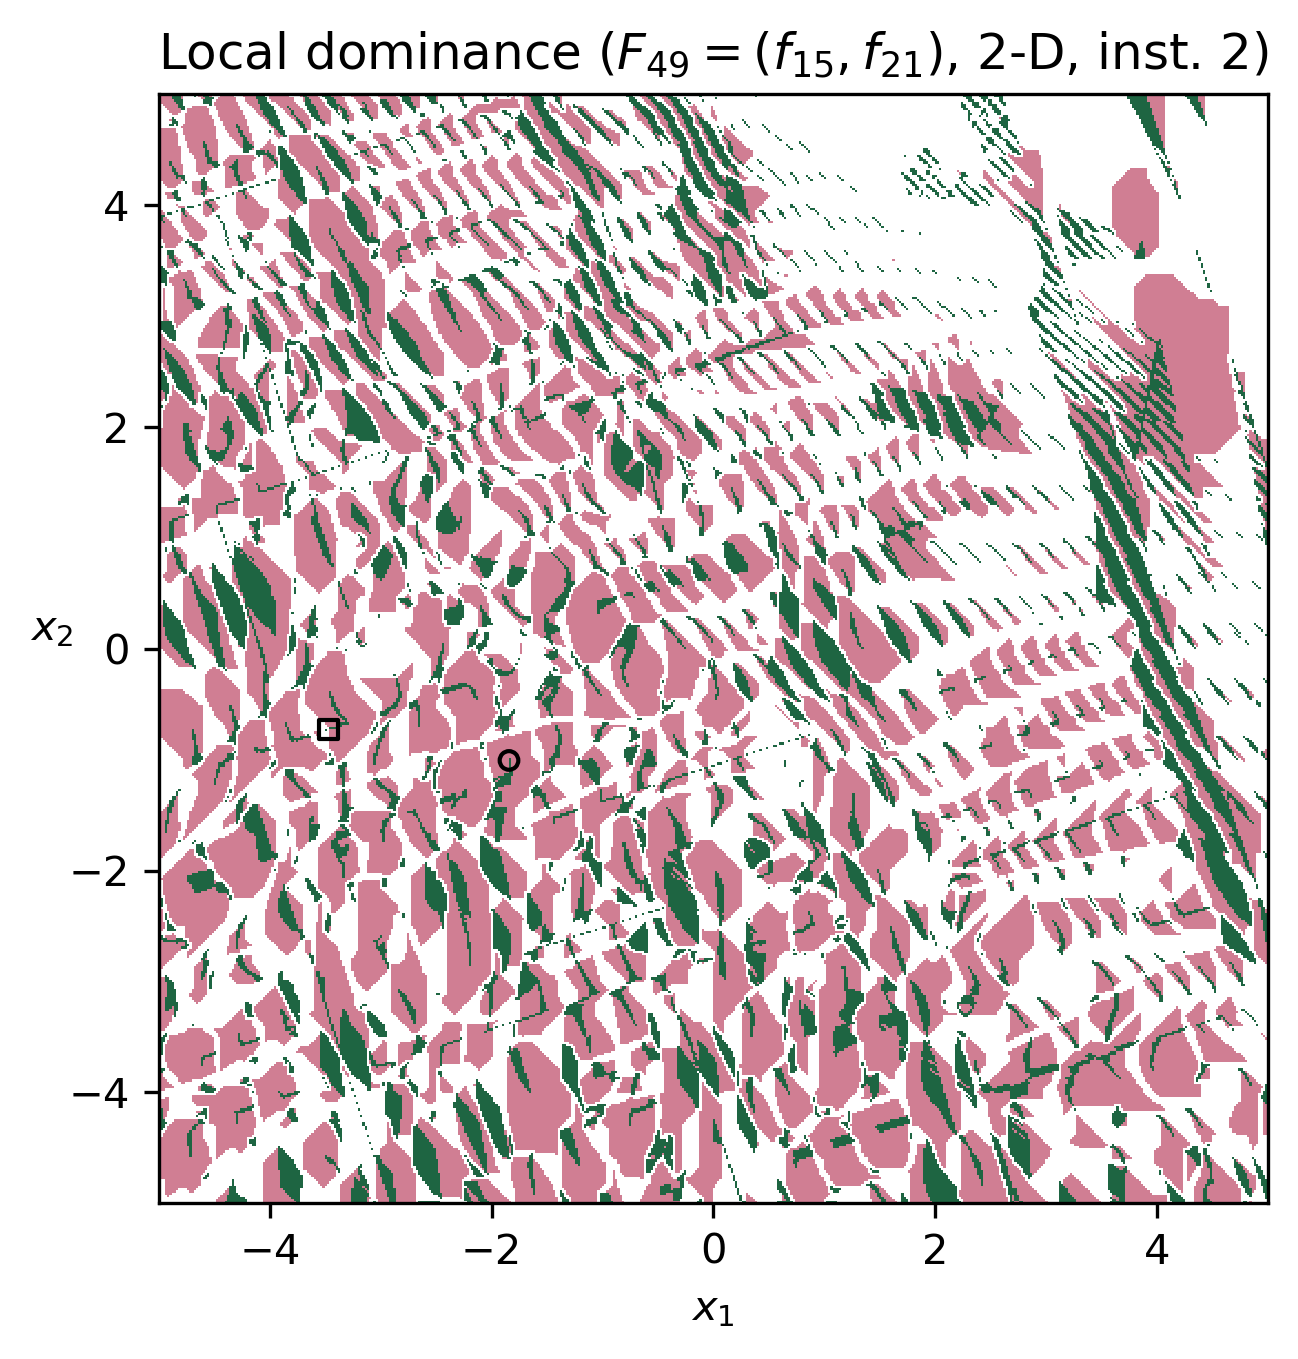 Local dominance (F₄₉ = (f₁₅, f₂₁), 2-D, inst. 2)
4
2
x₂
0
−2
−4
−4 −2 0 2 4
x₁